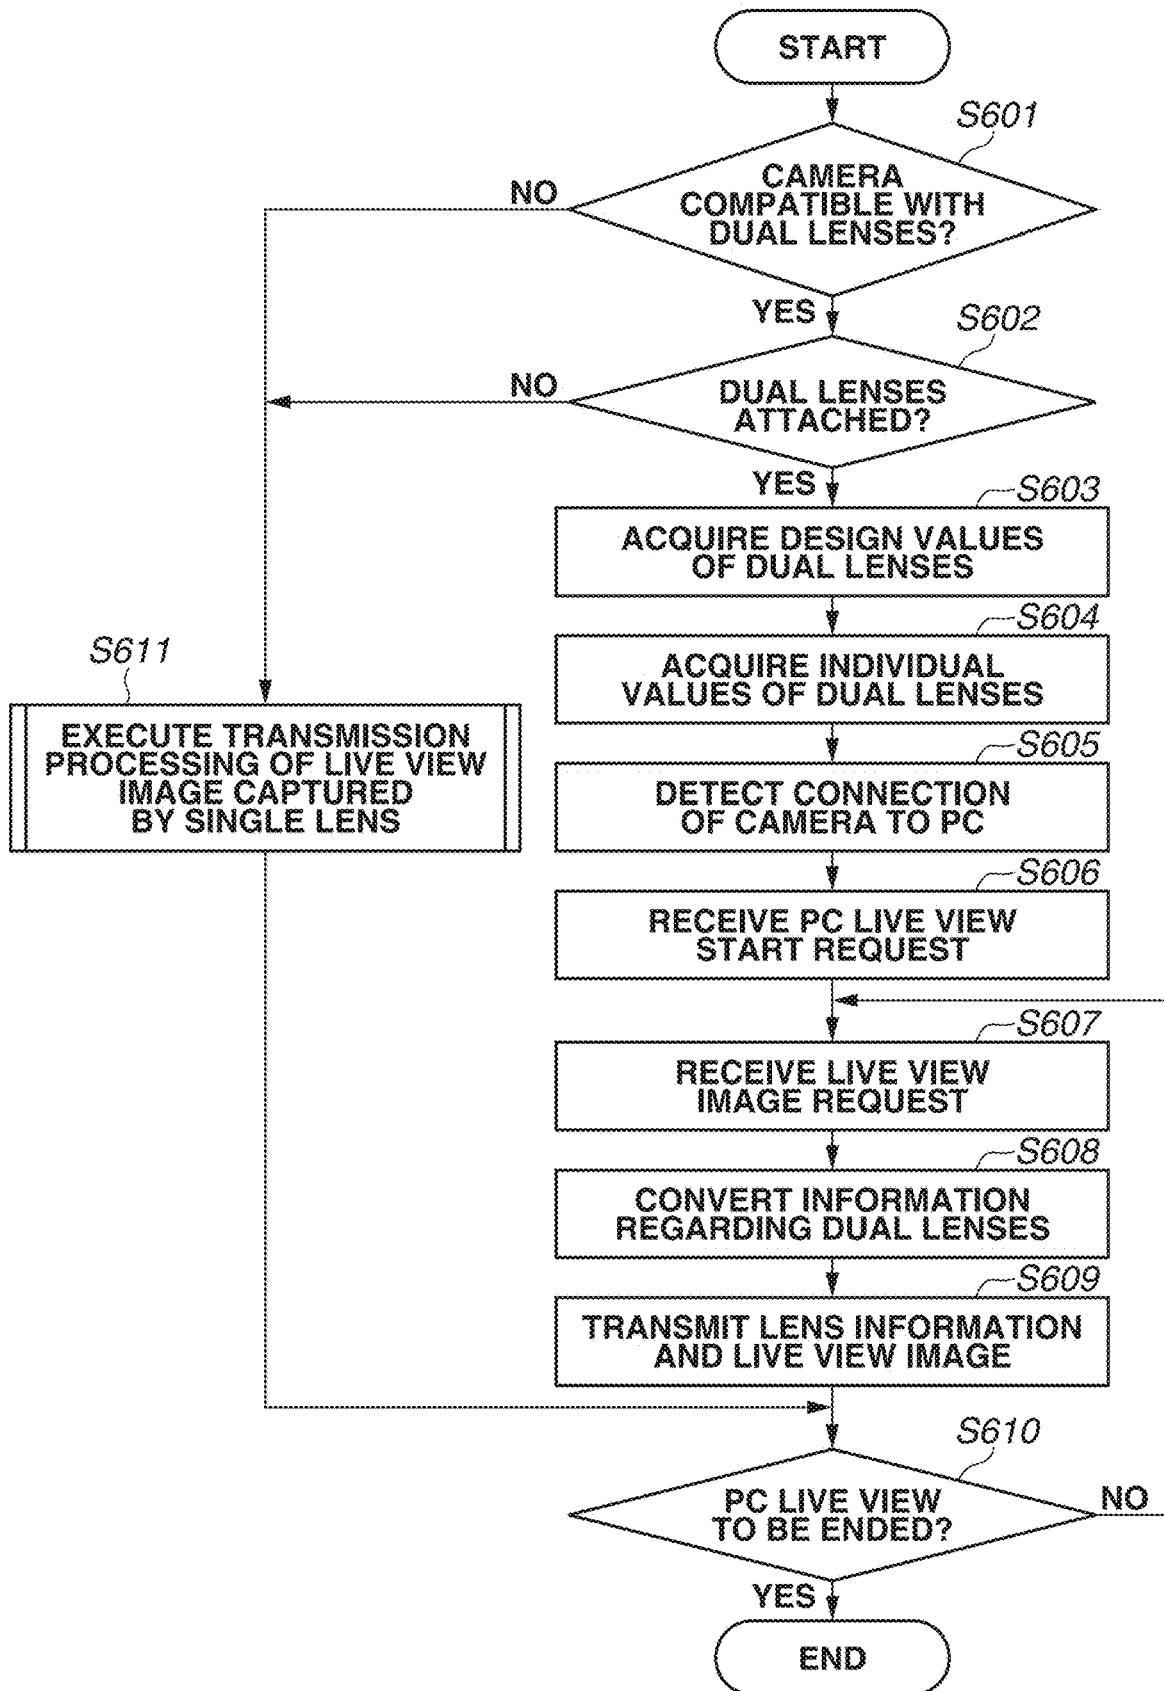 START
S601
CAMERA
COMPATIBLE WITH
DUAL LENSES?
NO
YES
S602
DUAL LENSES
ATTACHED?
NO
YES
S603
ACQUIRE DESIGN VALUES
OF DUAL LENSES
S604
ACQUIRE INDIVIDUAL
VALUES OF DUAL LENSES
S611
EXECUTE TRANSMISSION
PROCESSING OF LIVE VIEW
IMAGE CAPTURED
BY SINGLE LENS
S605
DETECT CONNECTION
OF CAMERA TO PC
S606
RECEIVE PC LIVE VIEW
START REQUEST
S607
RECEIVE LIVE VIEW
IMAGE REQUEST
S608
CONVERT INFORMATION
REGARDING DUAL LENSES
S609
TRANSMIT LENS INFORMATION
AND LIVE VIEW IMAGE
S610
PC LIVE VIEW
TO BE ENDED?
NO
YES
END